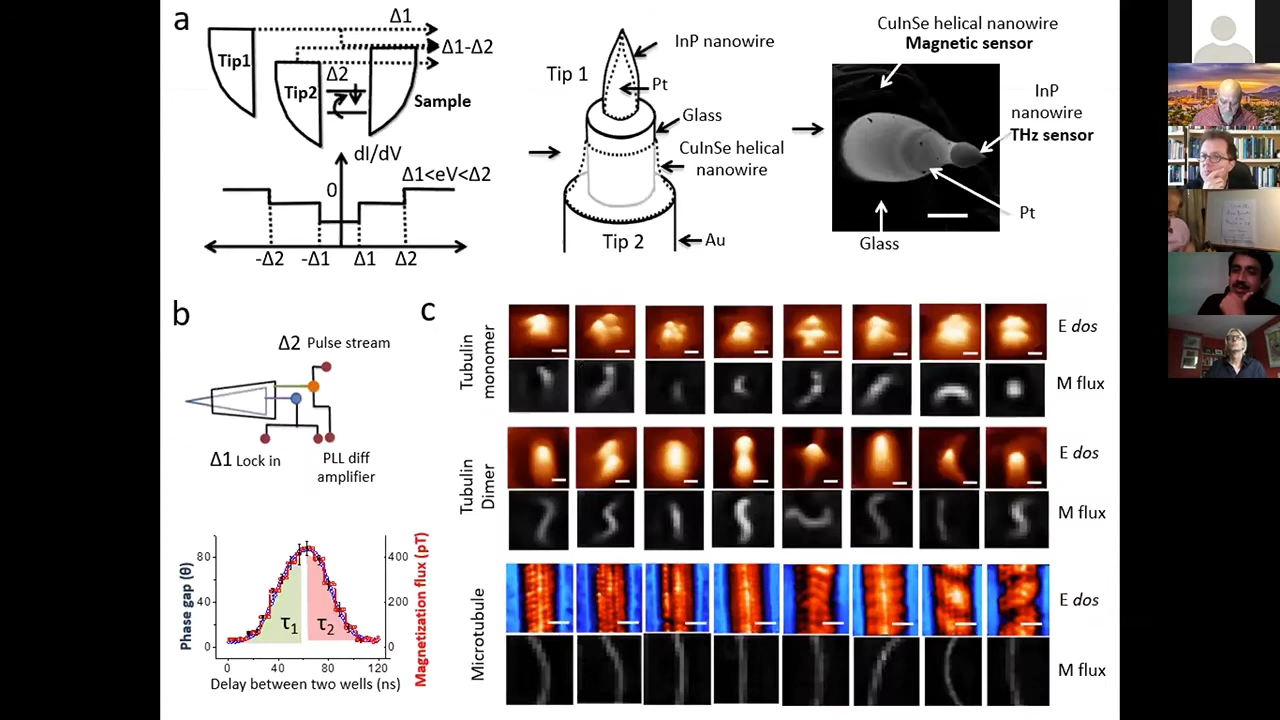 a
Δ1
Δ1-Δ2
Tip1
Δ2
Tip2
Sample
dI/dV
Δ1<eV<Δ2
0
-Δ2
-Δ1
Δ1
Δ2
InP nanowire
Tip 1
Pt
Glass
CuInSe helical
nanowire
Tip 2
Au
CuInSe helical nanowire
Magnetic sensor
InP
nanowire
THz sensor
Pt
Glass
b
Δ2 Pulse stream
Δ1 Lock in
PLL diff
amplifier
Phase gap (θ)
80
40
0
τ1
τ2
400
200
0
Magnetization flux (pT)
0
40
80
120
Delay between two wells (ns)
c
Tubulin
monomer
E dos
M flux
Tubulin
Dimer
E dos
M flux
Microtubule
E dos
M flux